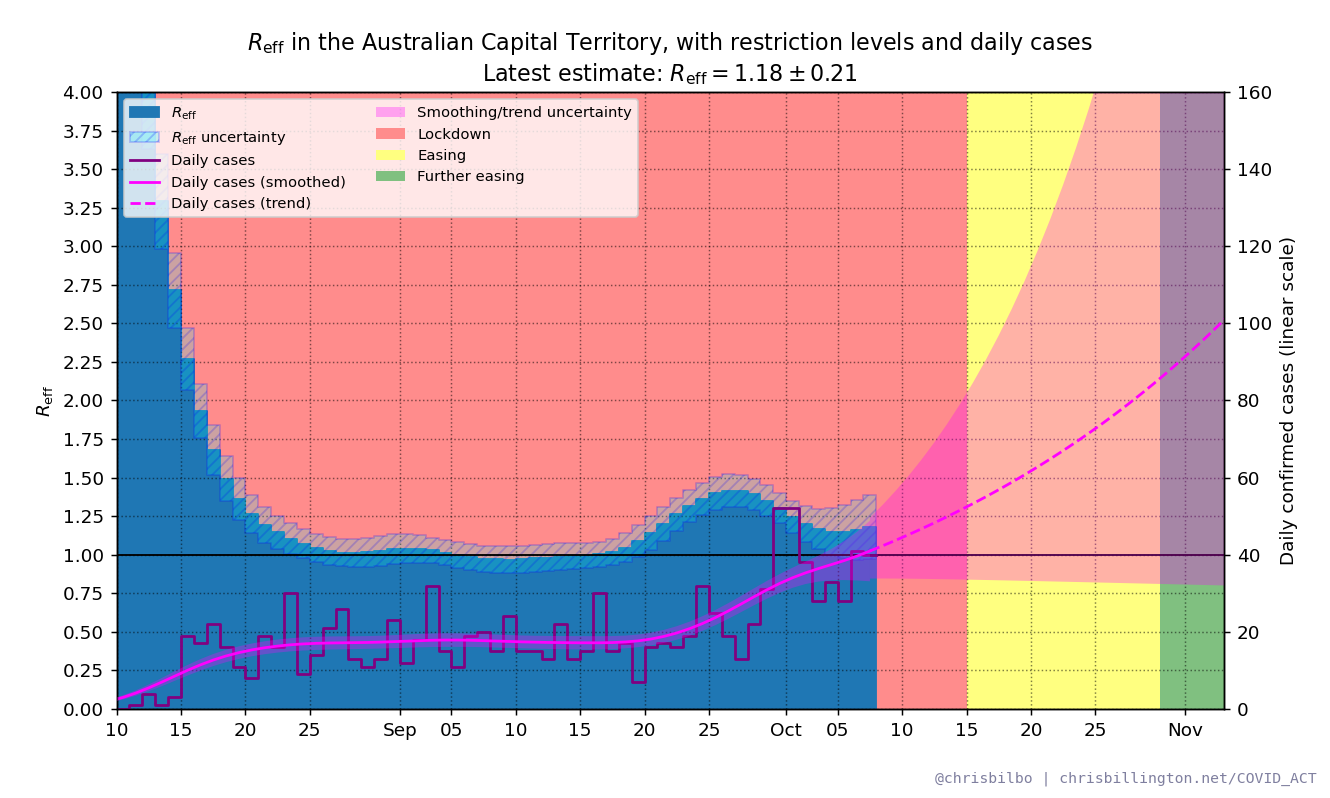 Reff in the Australian Capital Territory, with restriction levels and daily cases
Latest estimate: Reff = 1.18 ± 0.21
Reff
Reff uncertainty
Daily cases
Daily cases (smoothed)
Daily cases (trend)
Smoothing/trend uncertainty
Lockdown
Easing
Further easing
4.00
3.75
3.50
3.25
3.00
2.75
2.50
2.25
2.00
1.75
1.50
1.25
1.00
0.75
0.50
0.25
0.00
Reff
160
140
120
100
80
60
40
20
0
Daily confirmed cases (linear scale)
10 15 20 25 Sep 05 10 15 20 25 Oct 05 10 15 20 25 Nov
@chrisbilbo | chrisbillington.net/COVID_ACT